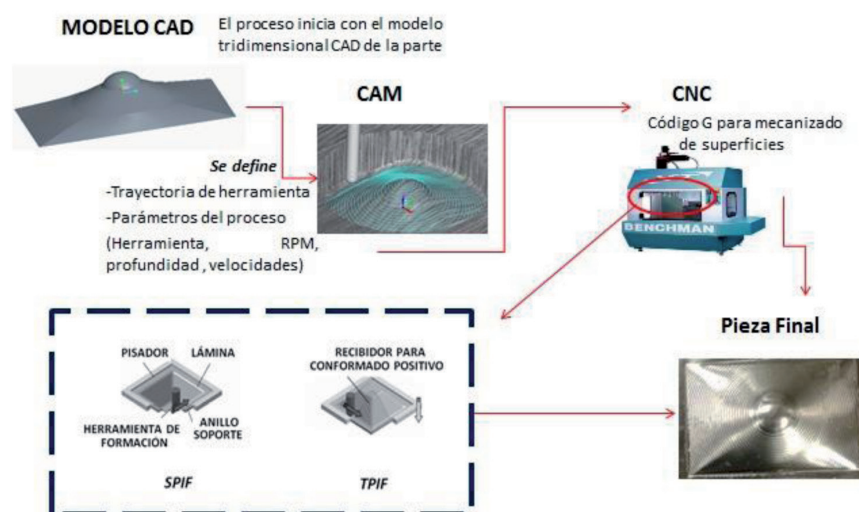 MODELO CAD
El proceso inicia con el modelo
tridimensional CAD de la parte
CAM
CNC
Código G para mecanizado
de superficies
BENCHMAN
Se define
-Trayectoria de herramienta
-Parámetros del proceso
(Herramienta, RPM,
profundidad , velocidades)
Pieza Final
PISADOR
LÁMINA
HERRAMIENTA DE
FORMACIÓN
ANILLO
SOPORTE
SPIF
RECIBIDOR PARA
CONFORMADO POSITIVO
TPIF